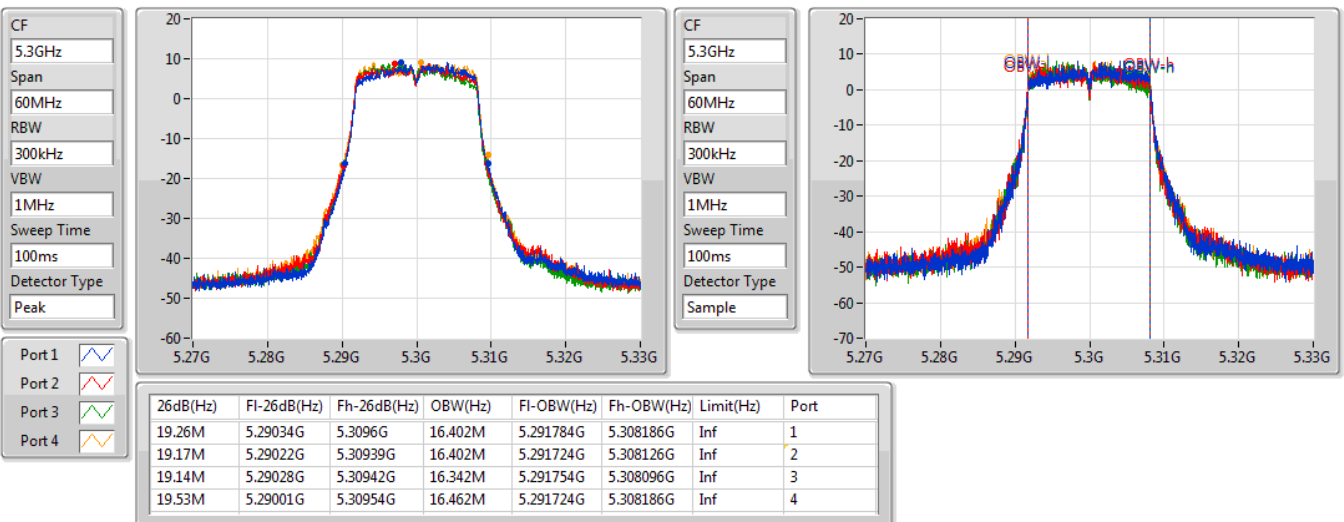 CF
5.3GHz
Span
60MHz
RBW
300kHz
VBW
1MHz
Sweep Time
100ms
Detector Type
Peak
20
10
0
-10
-20
-30
-40
-50
-60
5.27G 5.28G 5.29G 5.3G 5.31G 5.32G 5.33G
CF
5.3GHz
Span
60MHz
RBW
300kHz
VBW
1MHz
Sweep Time
100ms
Detector Type
Sample
20
10
0
-10
-20
-30
-40
-50
-60
-70
OBW-l OBW-h
5.27G 5.28G 5.29G 5.3G 5.31G 5.32G 5.33G
Port 1
Port 2
Port 3
Port 4
26dB(Hz) Fl-26dB(Hz) Fh-26dB(Hz) OBW(Hz) Fl-OBW(Hz) Fh-OBW(Hz) Limit(Hz) Port
19.26M 5.29034G 5.3096G 16.402M 5.291784G 5.308186G Inf 1
19.17M 5.29022G 5.30939G 16.402M 5.291724G 5.308126G Inf 2
19.14M 5.29028G 5.30942G 16.342M 5.291754G 5.308096G Inf 3
19.53M 5.29001G 5.30954G 16.462M 5.291724G 5.308186G Inf 4